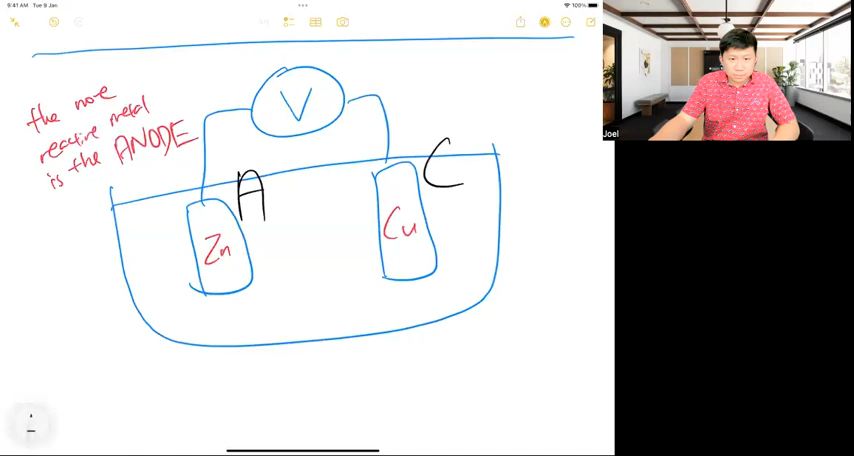 9:41 AM Tue 9 Jan
100%
the more
reactive metal
is the ANODE
V
A
C
Zn
Cu
Joel